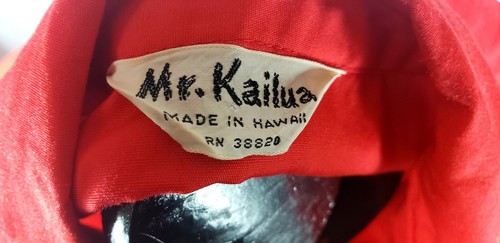 Mr. Kailua
MADE IN HAWAII
RN 38820